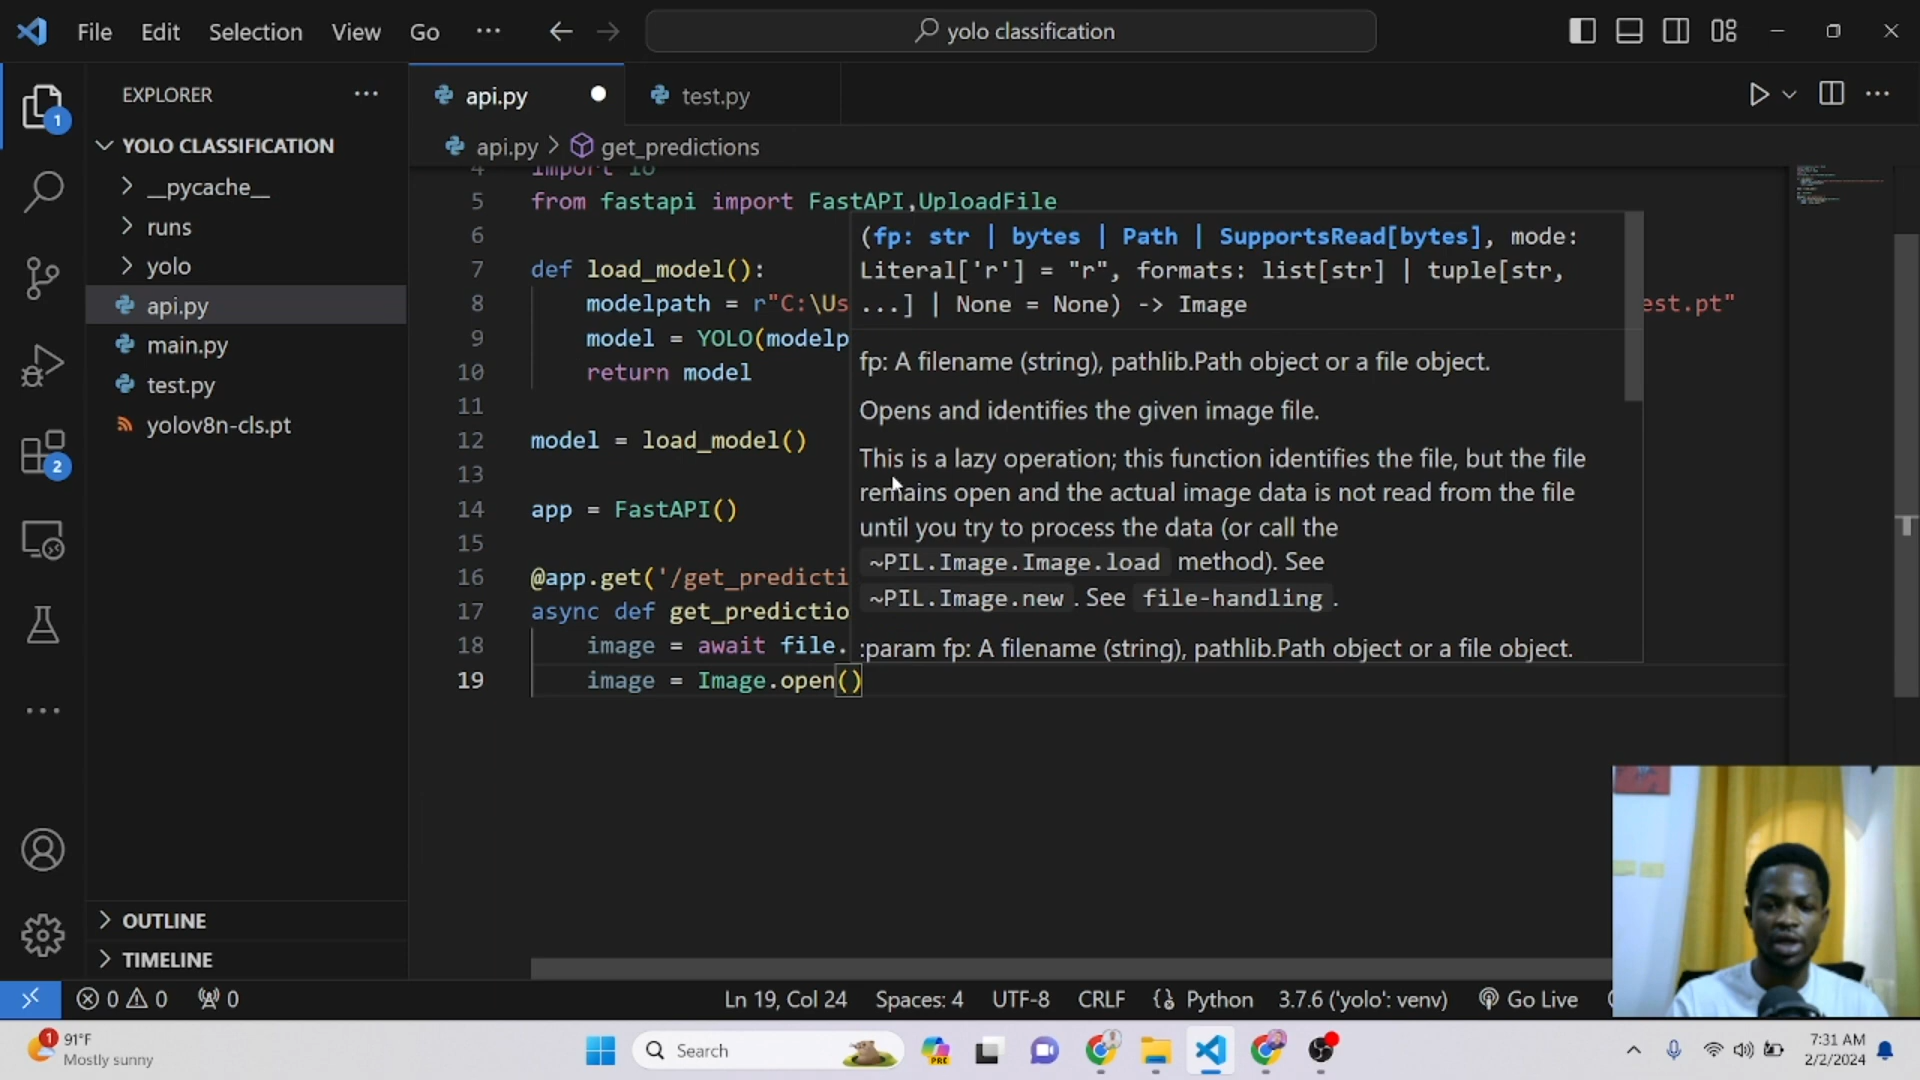 File Edit Selection View Go ··· yolo classification
EXPLORER ···
api.py
test.py
YOLO CLASSIFICATION
api.py > get_predictions
__pycache__
runs
yolo
api.py
main.py
test.py
yolov8n-cls.pt
4 import io
5 from fastapi import FastAPI,UploadFile
6
7 def load_model():
8 modelpath = r"C:\Us
est.pt"
9 model = YOLO(modelp
10 return model
11
12 model = load_model()
13
14 app = FastAPI()
15
16 @app.get('/get_predicti
17 async def get_predictio
18 image = await file.
19 image = Image.open()
(fp: str | bytes | Path | SupportsRead[bytes], mode:
Literal['r'] = "r", formats: list[str] | tuple[str,
...] | None = None) -> Image
fp: A filename (string), pathlib.Path object or a file object.
Opens and identifies the given image file.
This is a lazy operation; this function identifies the file, but the file
remains open and the actual image data is not read from the file
until you try to process the data (or call the
~PIL.Image.Image.load method). See
~PIL.Image.new . See file-handling .
:param fp: A filename (string), pathlib.Path object or a file object.
1
2
OUTLINE
TIMELINE
0 0 0
Ln 19, Col 24 Spaces: 4 UTF-8 CRLF Python 3.7.6 ('yolo': venv) Go Live
1
91°F
Mostly sunny
Search
PRE
7:31 AM
2/2/2024